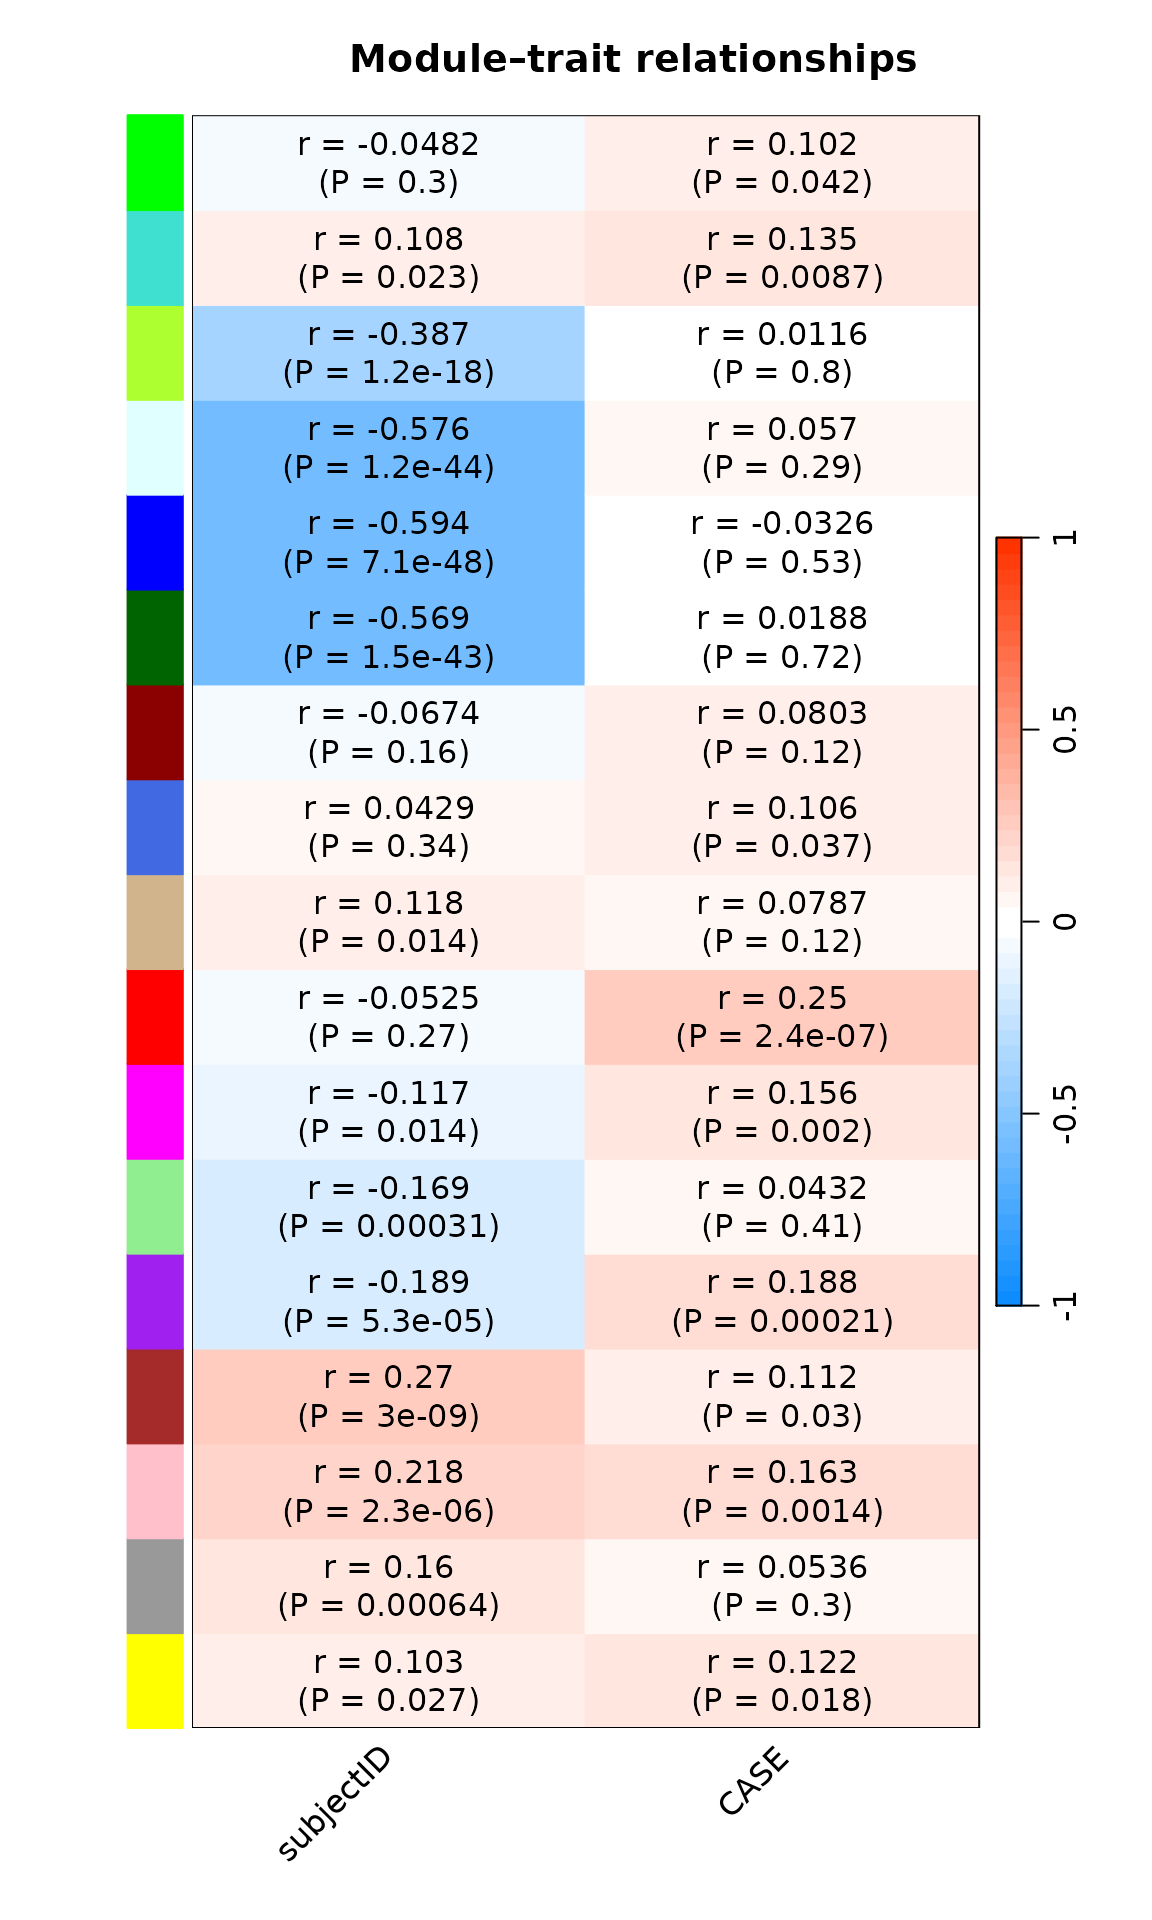 Module–trait relationships
r = -0.0482
(P = 0.3)
r = 0.102
(P = 0.042)
r = 0.108
(P = 0.023)
r = 0.135
(P = 0.0087)
r = -0.387
(P = 1.2e-18)
r = 0.0116
(P = 0.8)
r = -0.576
(P = 1.2e-44)
r = 0.057
(P = 0.29)
r = -0.594
(P = 7.1e-48)
r = -0.0326
(P = 0.53)
r = -0.569
(P = 1.5e-43)
r = 0.0188
(P = 0.72)
r = -0.0674
(P = 0.16)
r = 0.0803
(P = 0.12)
r = 0.0429
(P = 0.34)
r = 0.106
(P = 0.037)
r = 0.118
(P = 0.014)
r = 0.0787
(P = 0.12)
r = -0.0525
(P = 0.27)
r = 0.25
(P = 2.4e-07)
r = -0.117
(P = 0.014)
r = 0.156
(P = 0.002)
r = -0.169
(P = 0.00031)
r = 0.0432
(P = 0.41)
r = -0.189
(P = 5.3e-05)
r = 0.188
(P = 0.00021)
r = 0.27
(P = 3e-09)
r = 0.112
(P = 0.03)
r = 0.218
(P = 2.3e-06)
r = 0.163
(P = 0.0014)
r = 0.16
(P = 0.00064)
r = 0.0536
(P = 0.3)
r = 0.103
(P = 0.027)
r = 0.122
(P = 0.018)
subjectID
CASE
1
0.5
0
-0.5
-1